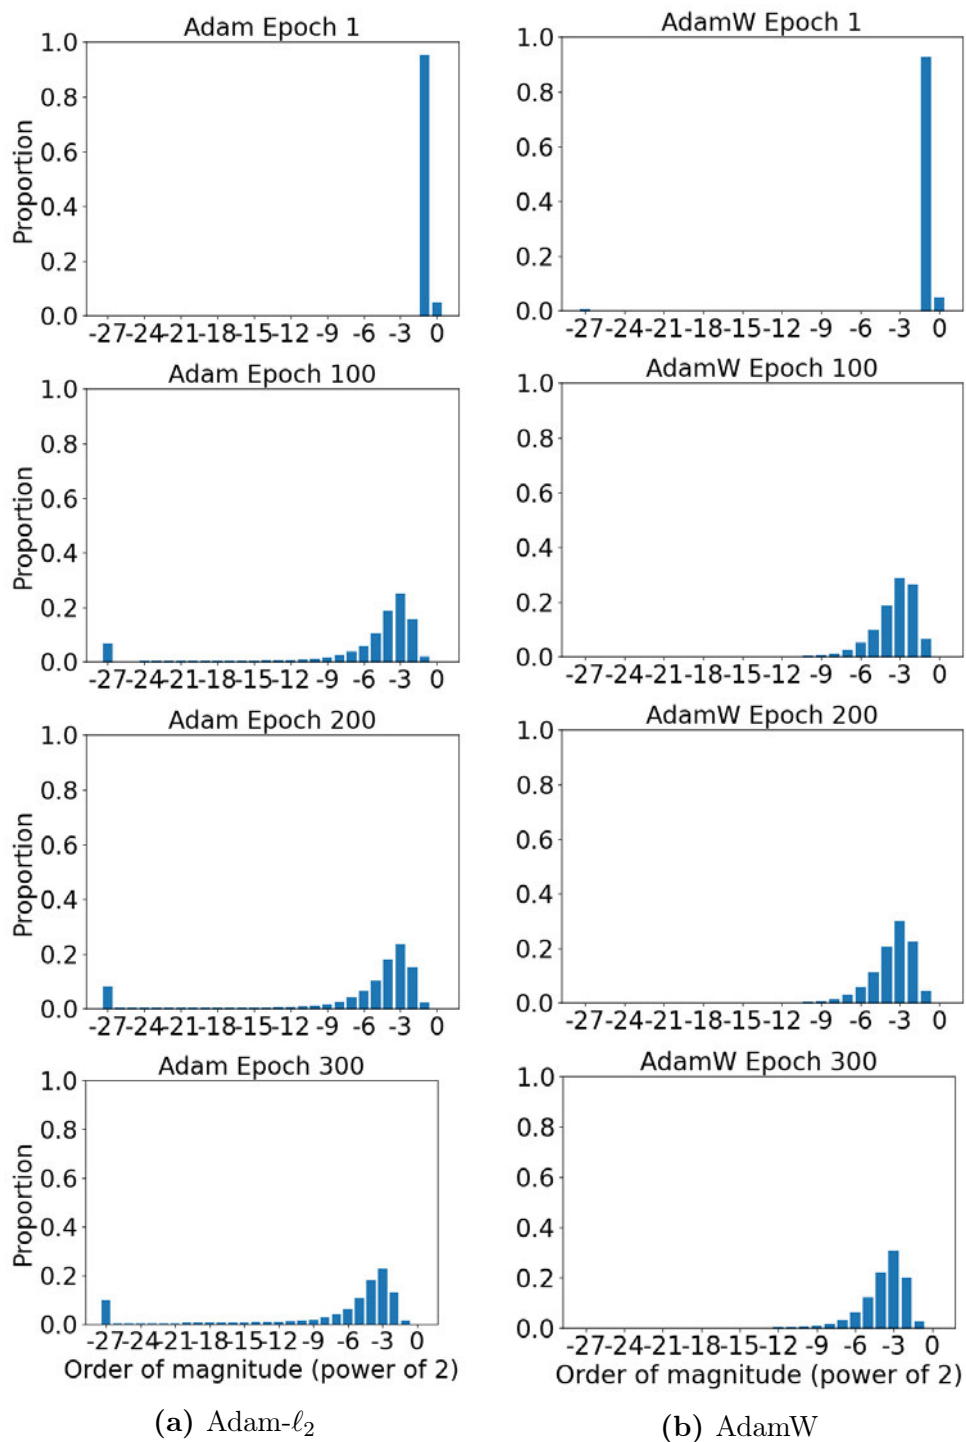 Adam Epoch 1
1.0
0.8
0.6
0.4
0.2
0.0
Proportion
-27 -24 -21 -18 -15 -12 -9 -6 -3 0
AdamW Epoch 1
1.0
0.8
0.6
0.4
0.2
0.0
-27 -24 -21 -18 -15 -12 -9 -6 -3 0
Adam Epoch 100
1.0
0.8
0.6
0.4
0.2
0.0
Proportion
-27 -24 -21 -18 -15 -12 -9 -6 -3 0
AdamW Epoch 100
1.0
0.8
0.6
0.4
0.2
0.0
-27 -24 -21 -18 -15 -12 -9 -6 -3 0
Adam Epoch 200
1.0
0.8
0.6
0.4
0.2
0.0
Proportion
-27 -24 -21 -18 -15 -12 -9 -6 -3 0
AdamW Epoch 200
1.0
0.8
0.6
0.4
0.2
0.0
-27 -24 -21 -18 -15 -12 -9 -6 -3 0
Adam Epoch 300
1.0
0.8
0.6
0.4
0.2
0.0
Proportion
-27 -24 -21 -18 -15 -12 -9 -6 -3 0
Order of magnitude (power of 2)
AdamW Epoch 300
1.0
0.8
0.6
0.4
0.2
0.0
-27 -24 -21 -18 -15 -12 -9 -6 -3 0
Order of magnitude (power of 2)
(a) Adam-ℓ₂
(b) AdamW